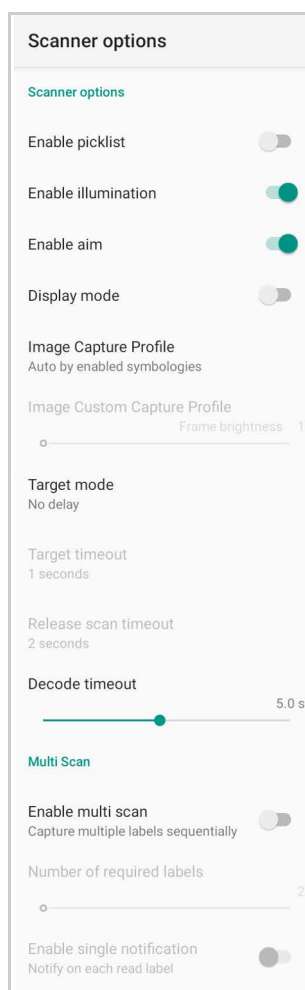 Scanner options
Scanner options
Enable picklist
Enable illumination
Enable aim
Display mode
Image Capture Profile
Auto by enabled symbologies
Image Custom Capture Profile
Frame brightness 1
Target mode
No delay
Target timeout
1 seconds
Release scan timeout
2 seconds
Decode timeout
5.0 s
Multi Scan
Enable multi scan
Capture multiple labels sequentially
Number of required labels
2
Enable single notification
Notify on each read label